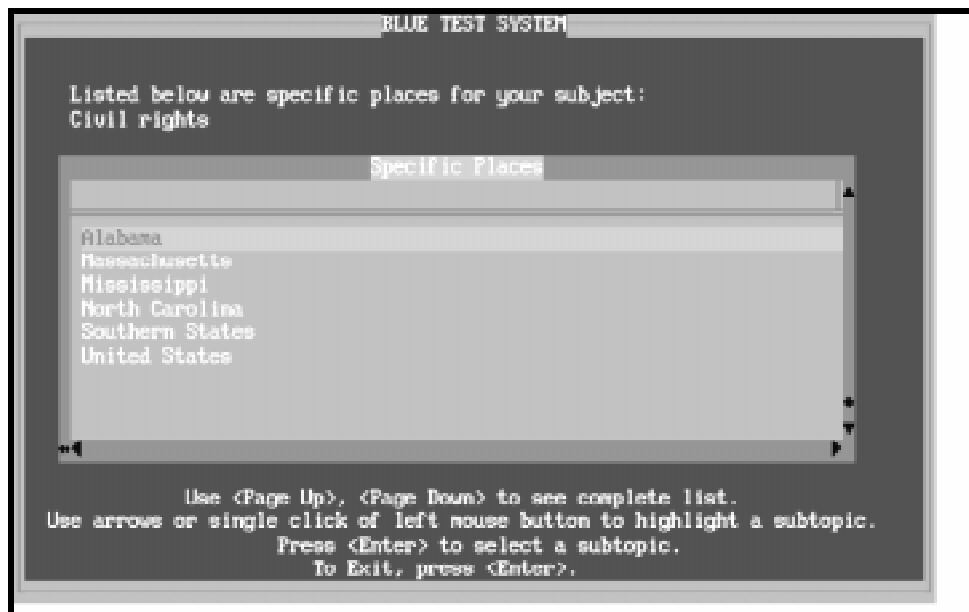 BLUE TEST SYSTEM
Listed below are specific places for your subject:
Civil rights
Specific Places
Alabama
Massachusetts
Mississippi
North Carolina
Southern States
United States
Use <Page Up>, <Page Down> to see complete list.
Use arrows or single click of left mouse button to highlight a subtopic.
Press <Enter> to select a subtopic.
To Exit, press <Enter>.